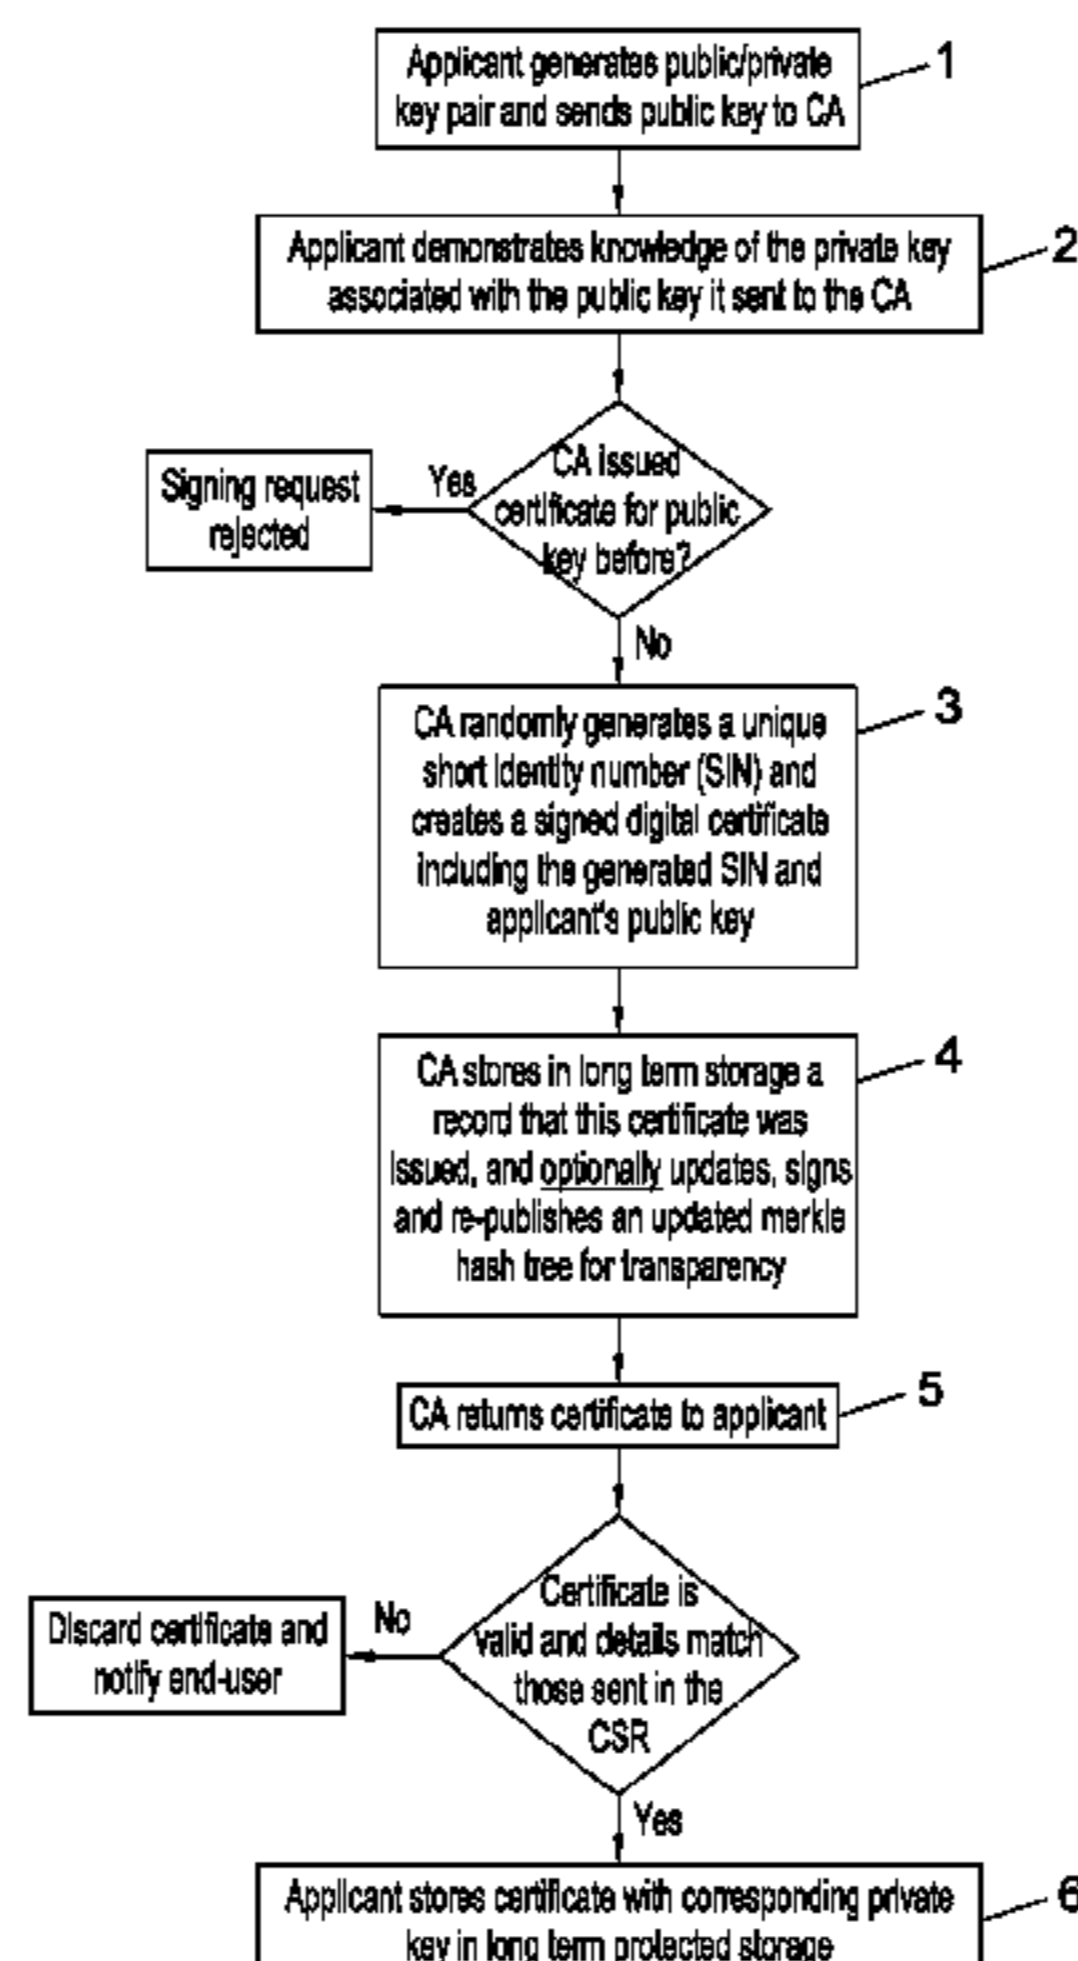 Applicant generates public/private
key pair and sends public key to CA
1
Applicant demonstrates knowledge of the private key
associated with the public key it sent to the CA
2
CA issued
certificate for public
key before?
Yes
Signing request
rejected
No
CA randomly generates a unique
short identity number (SIN) and
creates a signed digital certificate
including the generated SIN and
applicant's public key
3
CA stores in long term storage a
record that this certificate was
issued, and optionally updates, signs
and re-publishes an updated merkle
hash tree for transparency
4
CA returns certificate to applicant
5
Certificate is
valid and details match
those sent in the
CSR
No
Discard certificate and
notify end-user
Yes
Applicant stores certificate with corresponding private
key in long term protected storage
6